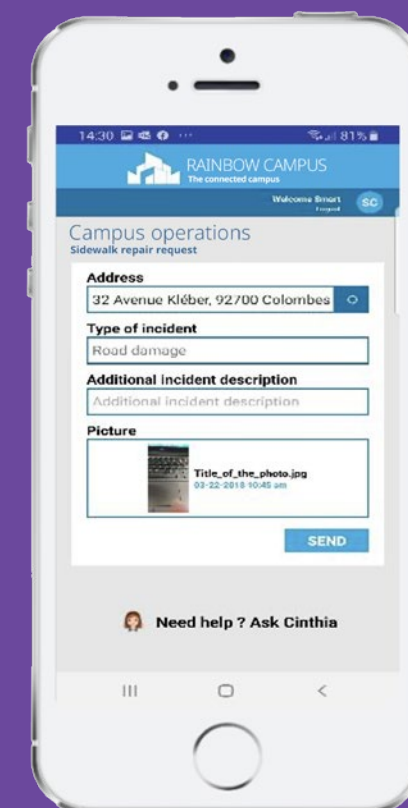 14:30 81%
RAINBOW CAMPUS
The connected campus
Welcome Smart
Logout
SC
Campus operations
Sidewalk repair request
Address
32 Avenue Kléber, 92700 Colombes
Type of incident
Road damage
Additional incident description
Additional incident description
Picture
Title_of_the_photo.jpg
03-22-2018 10:45 am
SEND
Need help ? Ask Cinthia